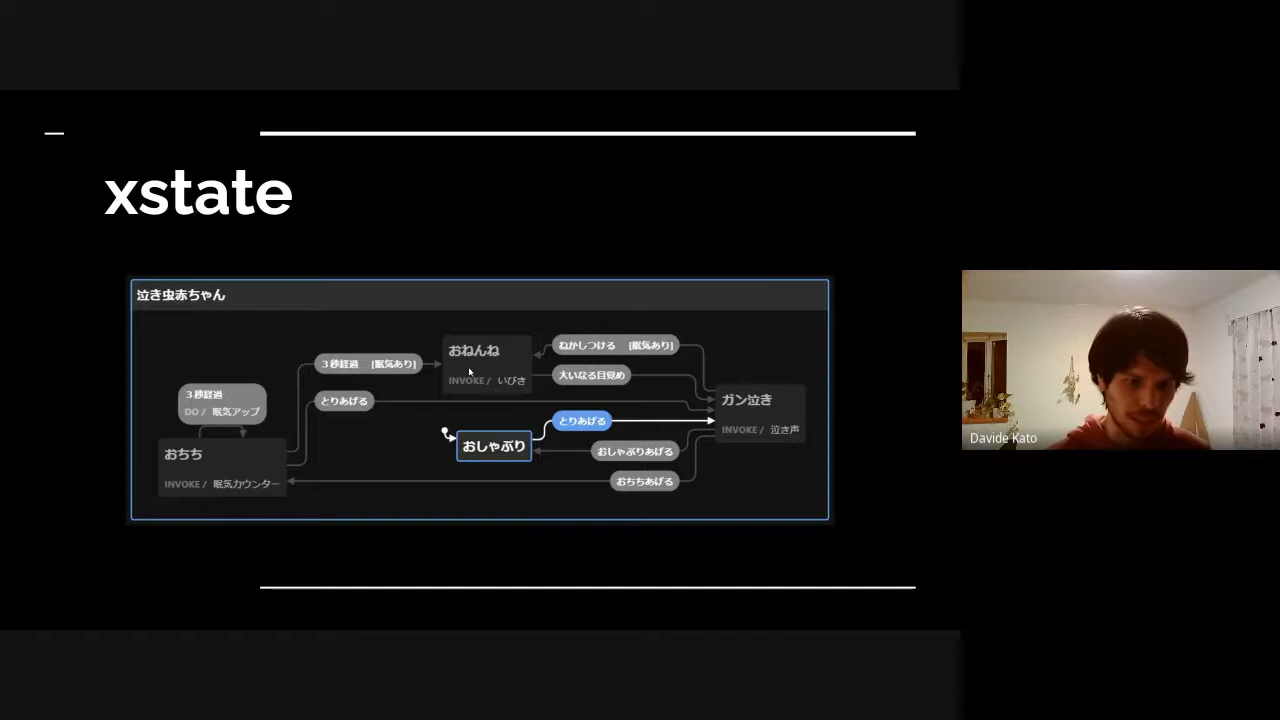 xstate
泣き虫赤ちゃん
おねんね
INVOKE / いびき
ねかしつける [眠気あり]
3秒経過 [眠気あり]
大いなる目覚め
3秒経過
DO / 眠気アップ
とりあげる
ガン泣き
INVOKE / 泣き声
とりあげる
おしゃぶり
おしゃぶりあげる
おちち
INVOKE / 眠気カウンター
おちちあげる
Davide Kato